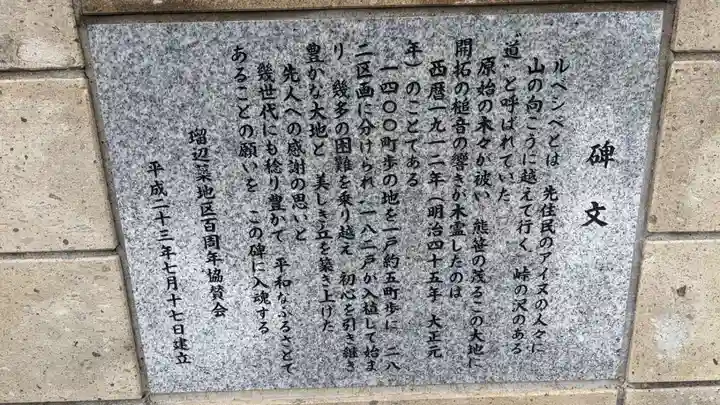 碑文
ルベシベとは 先住民のアイヌの人々に
山の向こうに越えて行く 峠の沢のある
〝道〟と呼ばれていた
原始の木々が被い 熊笹の茂るこの大地に
開拓の槌音の響きが木霊したのは
西暦一九一二年(明治四十五年 大正元
年)のことである
一四〇〇町歩の地を一戸約五町歩に 二八
二区画に分けられ 一八二戸が入植して始ま
り 幾多の困難を乗り越え 初心を引き継ぎ
豊かな大地と 美しき丘を築き上げた
先人への感謝の思いと
幾世代にも稔り豊かで 平和なふるさとで
あることの願いを この碑に入魂する
瑠辺蘂地区百周年協賛会
平成二十三年七月十七日建立